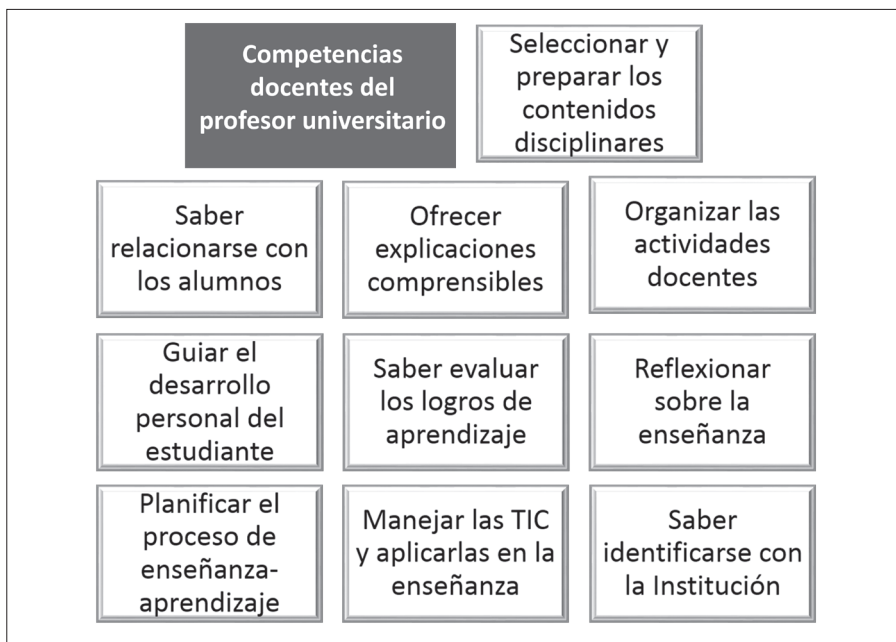 Competencias
docentes del
profesor universitario
Seleccionar y
preparar los
contenidos
disciplinares
Saber
relacionarse con
los alumnos
Ofrecer
explicaciones
comprensibles
Organizar las
actividades
docentes
Guiar el
desarrollo
personal del
estudiante
Saber evaluar
los logros de
aprendizaje
Reflexionar
sobre la
enseñanza
Planificar el
proceso de
enseñanza-
aprendizaje
Manejar las TIC
y aplicarlas en la
enseñanza
Saber
identificarse con
la Institución